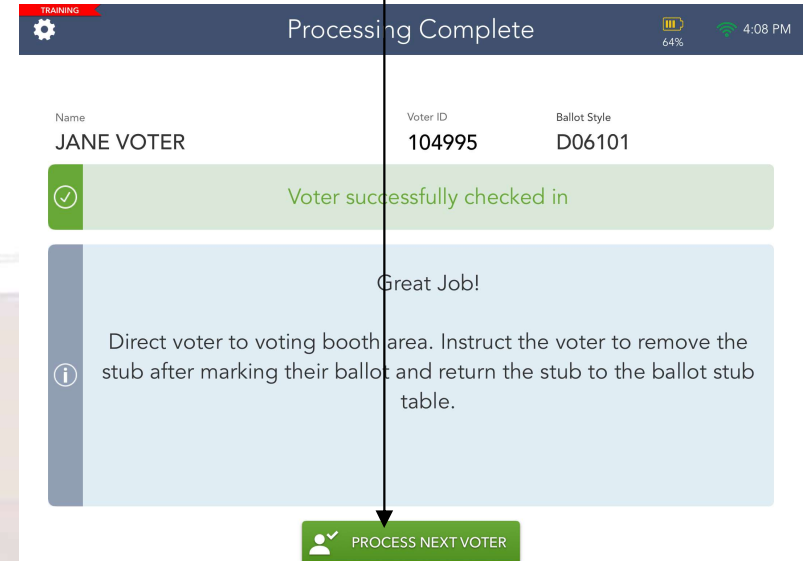 TRAINING
Processing Complete
64%
4:08 PM
Name
Voter ID
Ballot Style
JANE VOTER
104995
D06101
Voter successfully checked in
Great Job!
Direct voter to voting booth area. Instruct the voter to remove the
stub after marking their ballot and return the stub to the ballot stub
table.
PROCESS NEXT VOTER